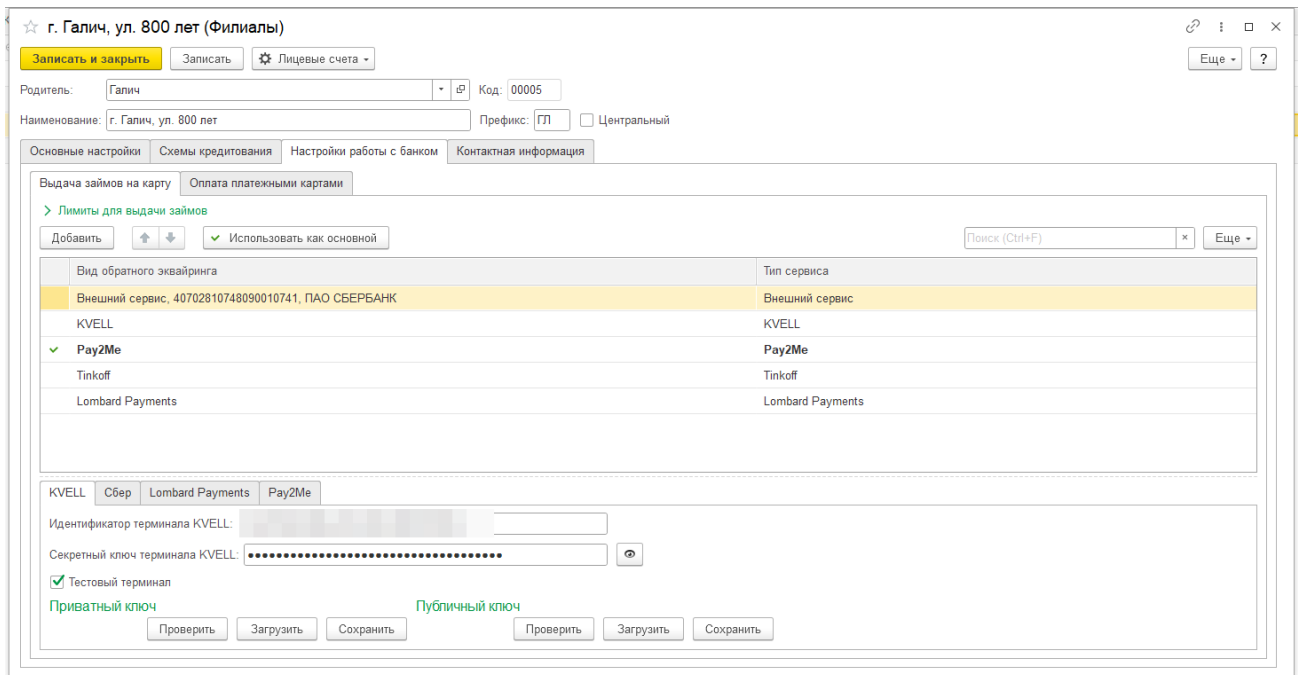 г. Галич, ул. 800 лет (Филиалы)
Записать и закрыть Записать Лицевые счета Еще ?
Родитель: Галич Код: 00005
Наименование: г. Галич, ул. 800 лет Префикс: ГЛ Центральный
Основные настройки Схемы кредитования Настройки работы с банком Контактная информация
Выдача займов на карту Оплата платежными картами
Лимиты для выдачи займов
Добавить Использовать как основной Поиск (Ctrl+F) × Еще
Вид обратного эквайринга Тип сервиса
Внешний сервис, 40702810748090010741, ПАО СБЕРБАНК Внешний сервис
KVELL KVELL
Pay2Me Pay2Me
Tinkoff Tinkoff
Lombard Payments Lombard Payments
KVELL Сбер Lombard Payments Pay2Me
Идентификатор терминала KVELL:
Секретный ключ терминала KVELL:
Тестовый терминал
Приватный ключ Публичный ключ
Проверить Загрузить Сохранить Проверить Загрузить Сохранить